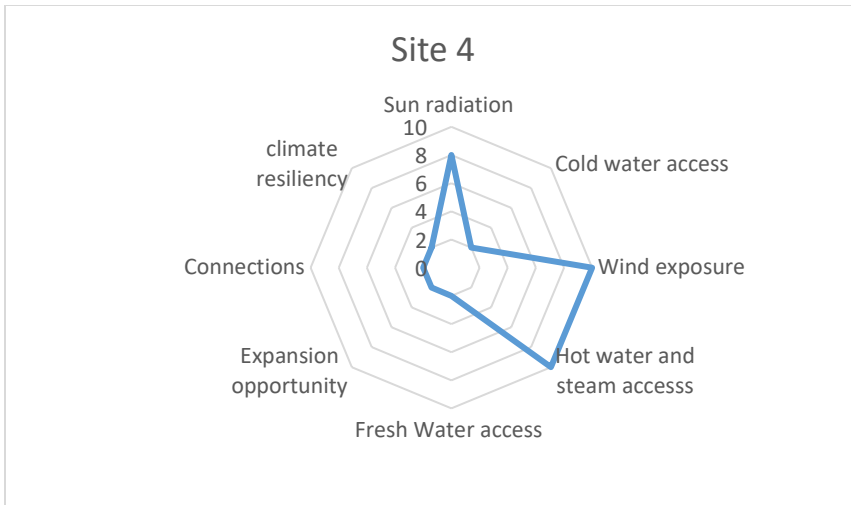 Site 4
Sun radiation
10
8
6
4
2
0
climate
resiliency
Cold water access
Connections
Wind exposure
Expansion
opportunity
Hot water and
steam accesss
Fresh Water access